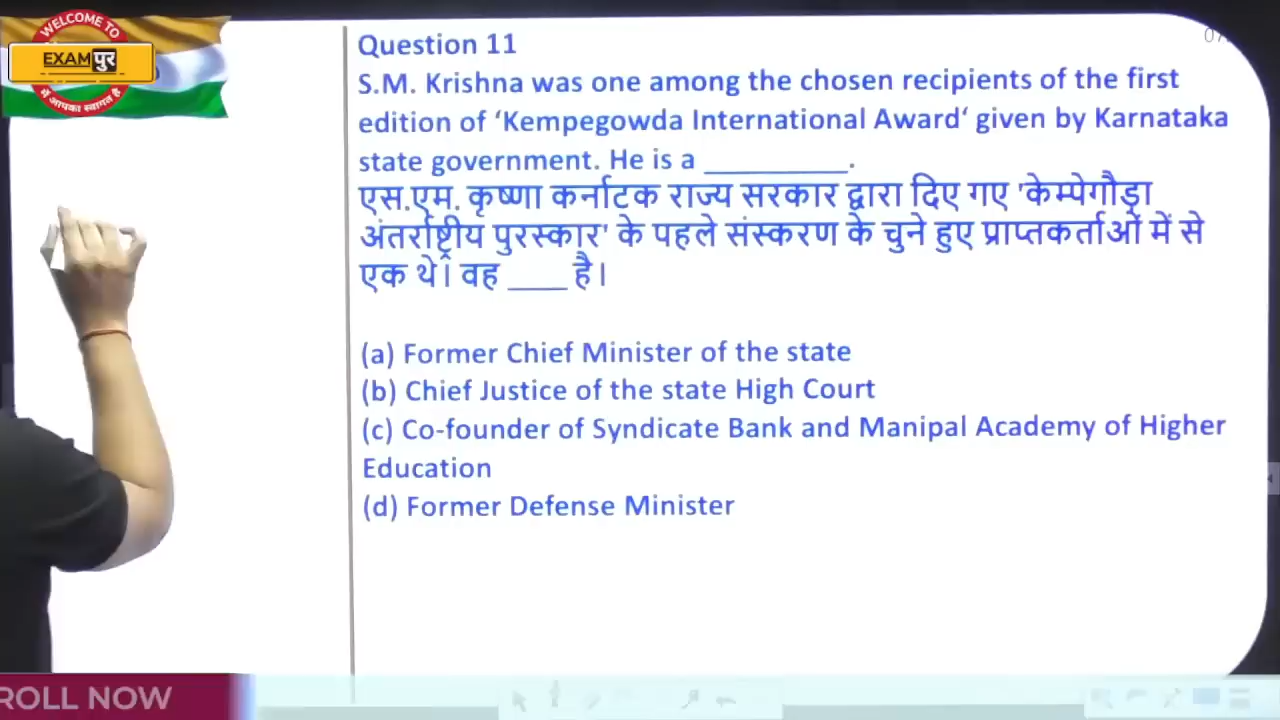 WELCOME TO
EXAMपुर
में आपका स्वागत है
Question 11
S.M. Krishna was one among the chosen recipients of the first
edition of ‘Kempegowda International Award‘ given by Karnataka
state government. He is a __________.
एस.एम. कृष्णा कर्नाटक राज्य सरकार द्वारा दिए गए 'केम्पेगौड़ा
अंतर्राष्ट्रीय पुरस्कार' के पहले संस्करण के चुने हुए प्राप्तकर्ताओं में से
एक थे। वह ____ है।
(a) Former Chief Minister of the state
(b) Chief Justice of the state High Court
(c) Co-founder of Syndicate Bank and Manipal Academy of Higher
Education
(d) Former Defense Minister
ROLL NOW